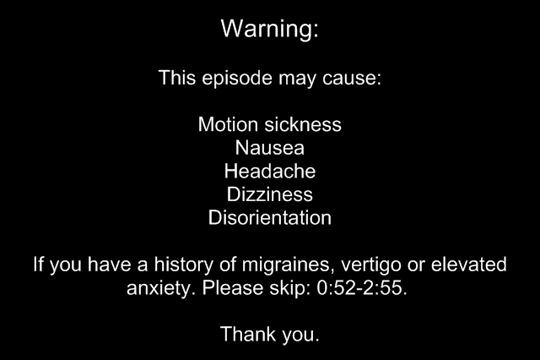 Warning:
This episode may cause:
Motion sickness
Nausea
Headache
Dizziness
Disorientation
If you have a history of migraines, vertigo or elevated
anxiety. Please skip: 0:52-2:55.
Thank you.